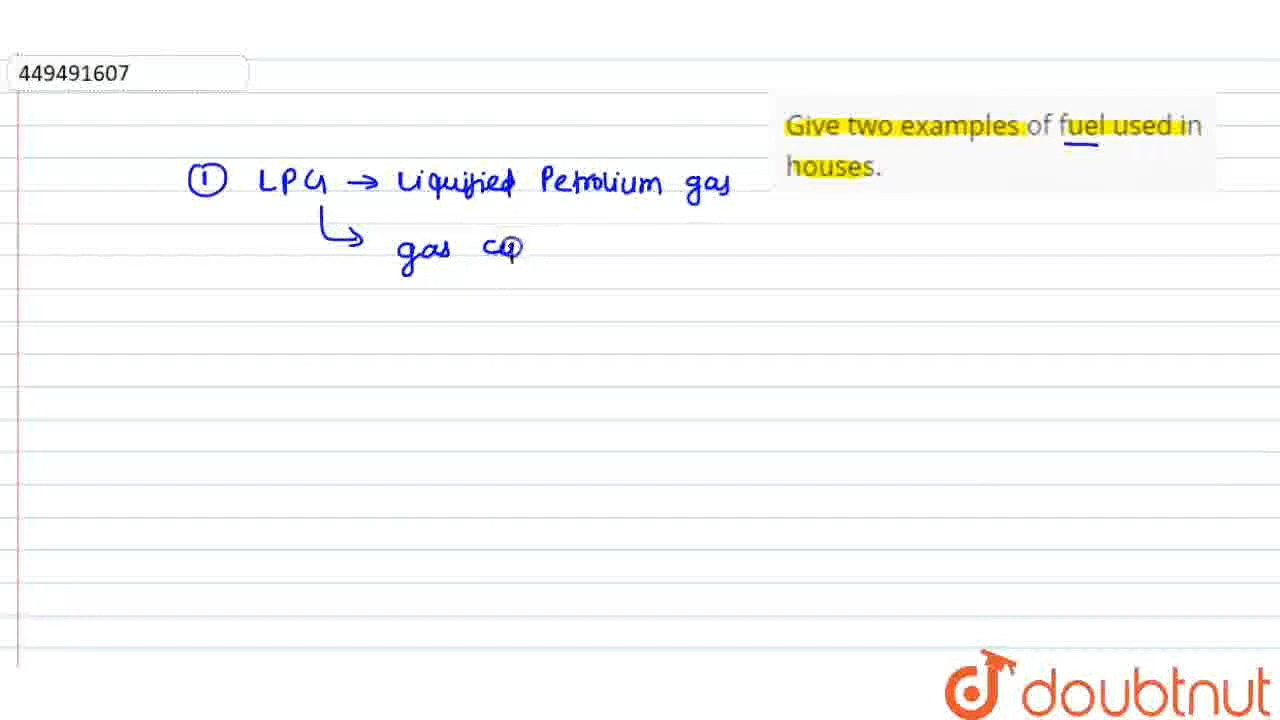 449491607
Give two examples of fuel used in
houses.
① LPG → Liquified Petrolium gas
gas
doubtnut